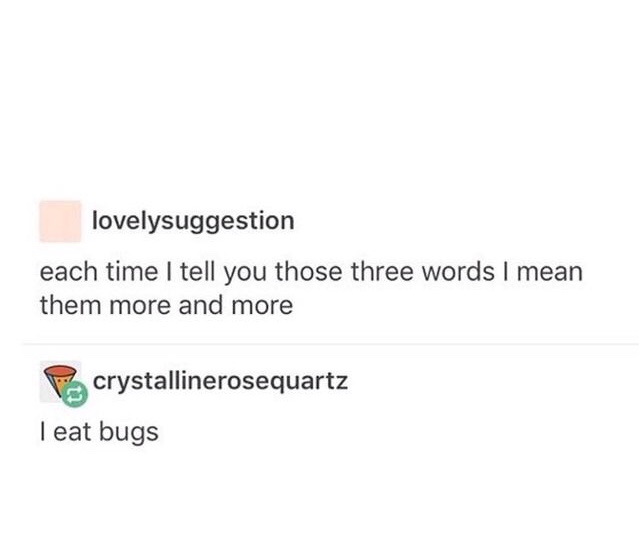 lovelysuggestion
each time I tell you those three words I mean
them more and more
crystallinerosequartz
I eat bugs